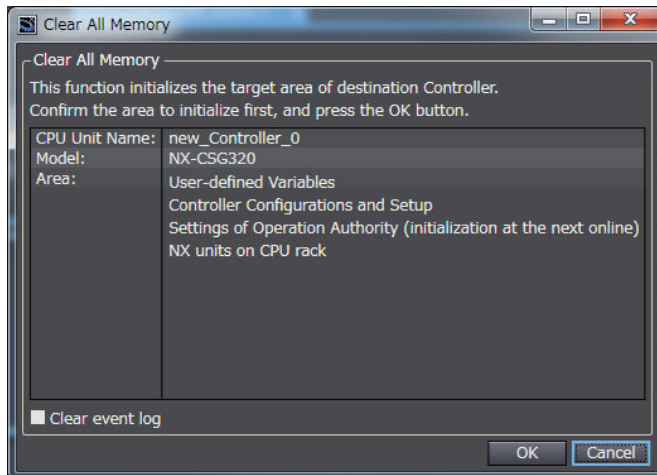 Clear All Memory
Clear All Memory
This function initializes the target area of destination Controller.
Confirm the area to initialize first, and press the OK button.
CPU Unit Name: new_Controller_0
Model: NX-CSG320
Area: User-defined Variables
Controller Configurations and Setup
Settings of Operation Authority (initialization at the next online)
NX units on CPU rack
Clear event log
OK Cancel